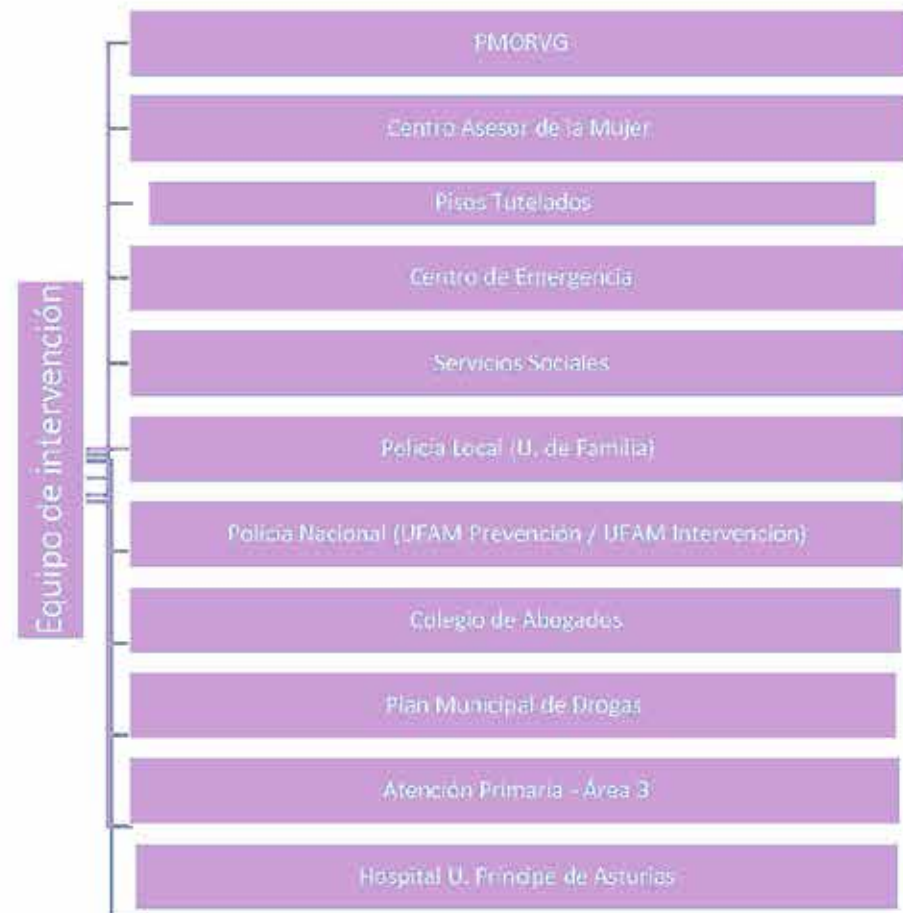 Equipo de intervención
PMORVG
Centro Asesor de la Mujer
Pisos Tutelados
Centro de Emergencia
Servicios Sociales
Policía Local (U. de Familia)
Policía Nacional (UFAM Prevención / UFAM Intervención)
Colegio de Abogados
Plan Municipal de Drogas
Atención Primaria - Área 3
Hospital U. Príncipe de Asturias